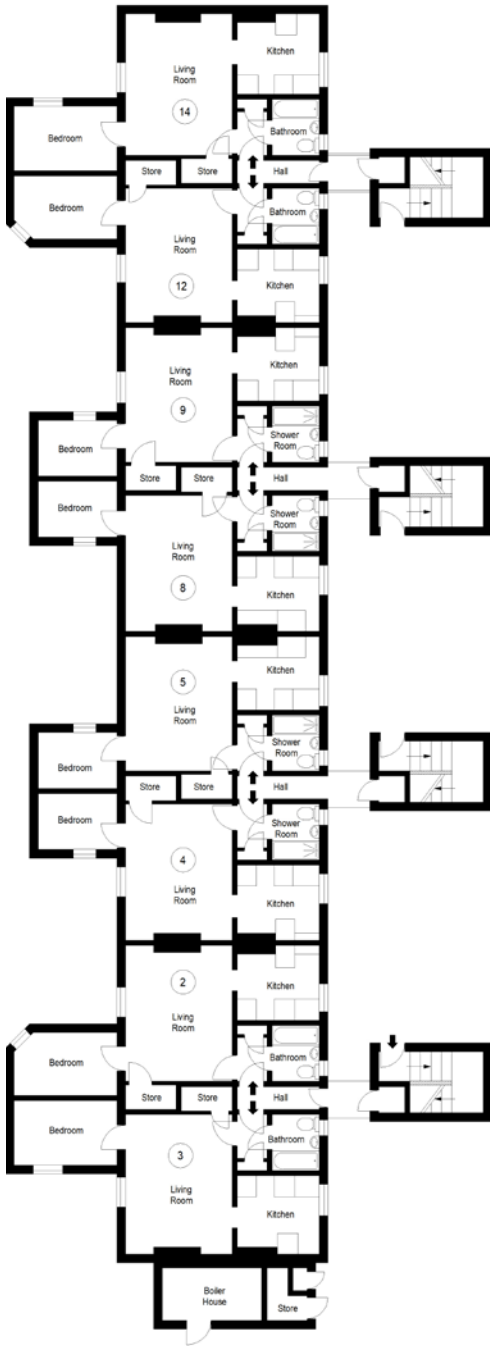 Kitchen
Living
Room
14
Bathroom
Bedroom
Store
Store
Hall
Bedroom
Bathroom
Living
Room
12
Kitchen
Kitchen
Living
Room
9
Shower
Room
Bedroom
Store
Store
Hall
Bedroom
Shower
Room
Living
Room
8
Kitchen
Kitchen
5
Living
Room
Shower
Room
Bedroom
Store
Store
Hall
Bedroom
Shower
Room
4
Living
Room
Kitchen
2
Kitchen
Living
Room
Bathroom
Bedroom
Store
Store
Hall
Bedroom
Bathroom
3
Living
Room
Kitchen
Boiler
House
Store